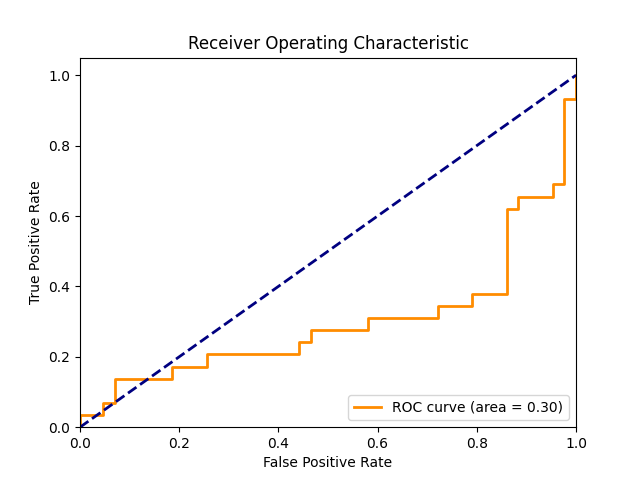 Receiver Operating Characteristic
True Positive Rate
1.0
0.8
0.6
0.4
0.2
0.0
0.0 0.2 0.4 0.6 0.8 1.0
False Positive Rate
ROC curve (area = 0.30)